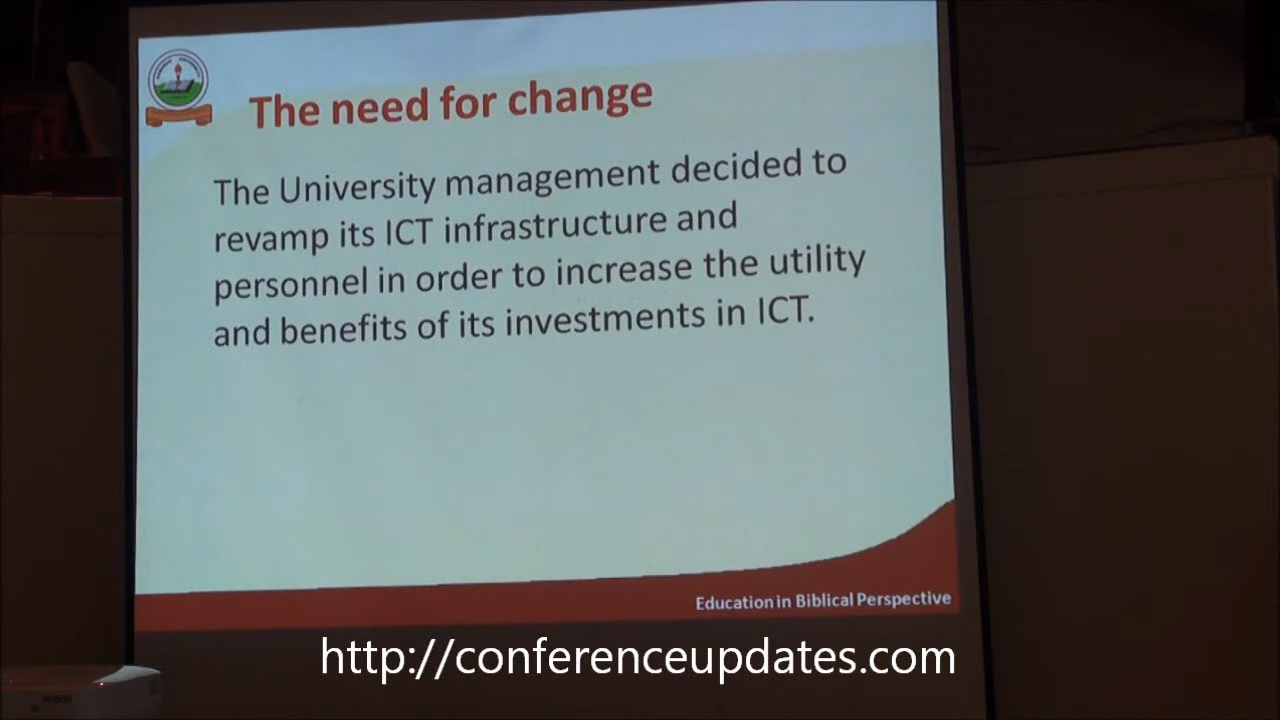 The need for change
The University management decided to
revamp its ICT infrastructure and
personnel in order to increase the utility
and benefits of its investments in ICT.
Education in Biblical Perspective
http://conferenceupdates.com